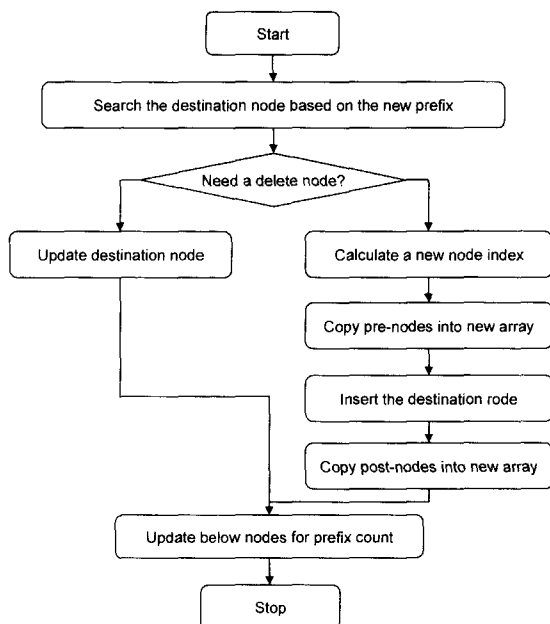 Start
Search the destination node based on the new prefix
Need a delete node?
Update destination node
Calculate a new node index
Copy pre-nodes into new array
Insert the destination rode
Copy post-nodes into new array
Update below nodes for prefix count
Stop